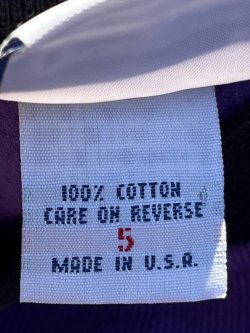 100% COTTON
CARE ON REVERSE
5
MADE IN U.S.A.